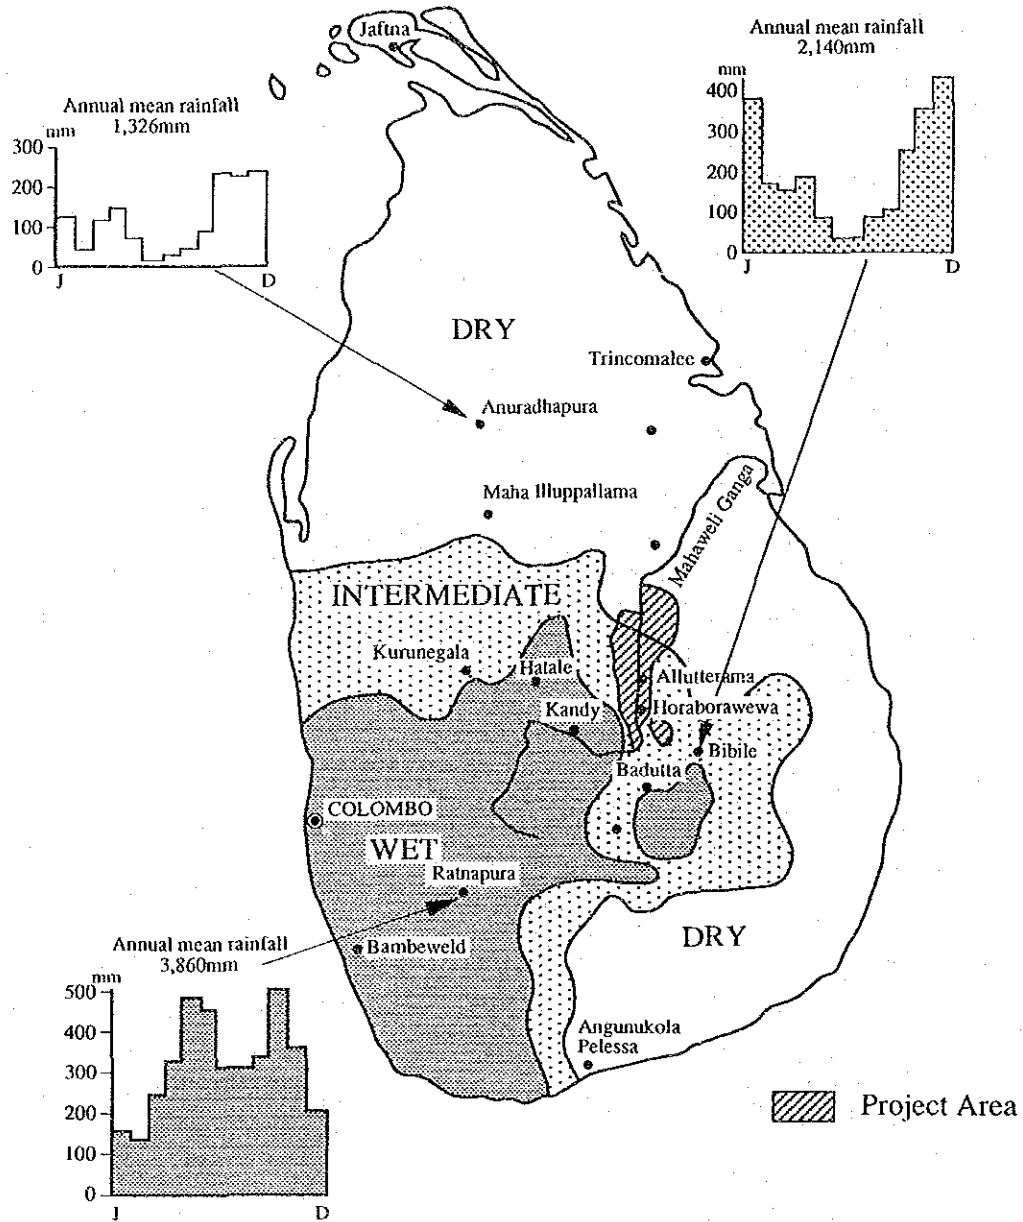 Jaftna
Annual mean rainfall
2,140mm
mm
400
300
200
100
0
J
D
Annual mean rainfall
1,326mm
mm
300
200
100
0
J
D
DRY
Trincomalee
Anuradhapura
Maha Illuppallama
Mahaweli Ganga
INTERMEDIATE
Kurunegala
Hatale
Allutterama
Kandy
Horaborawewa
Bibile
Badutta
COLOMBO
WET
Ratnapura
DRY
Bambeweld
Annual mean rainfall
3,860mm
mm
500
400
300
200
100
0
J
D
Angunukola
Pelessa
Project Area